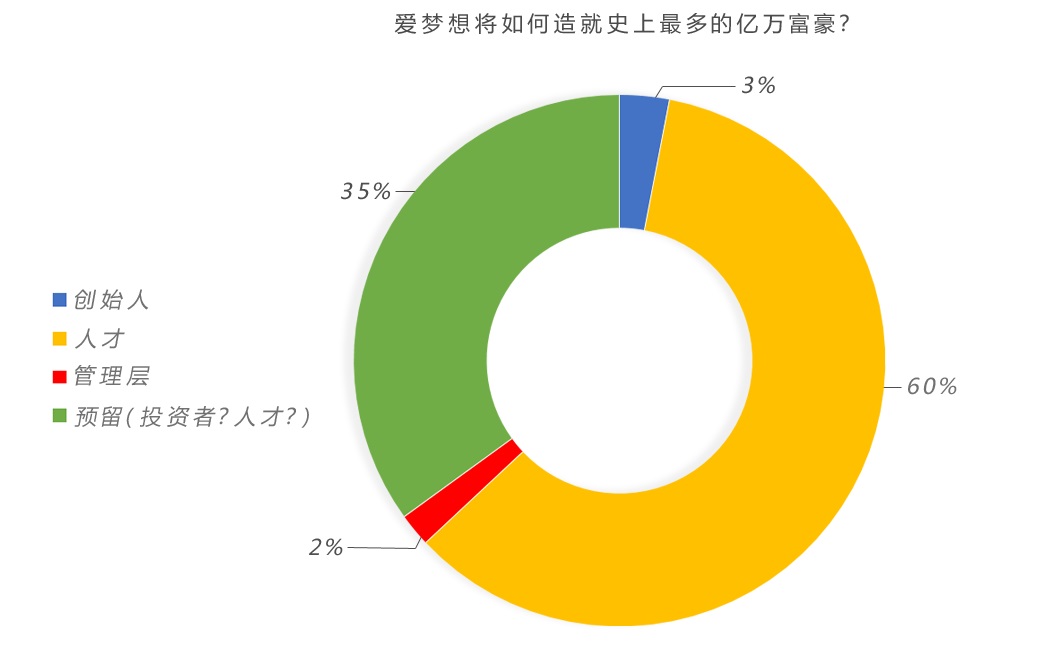 爱梦想将如何造就史上最多的亿万富豪?
3%
35%
创始人
人才
管理层
预留(投资者?人才?)
60%
2%